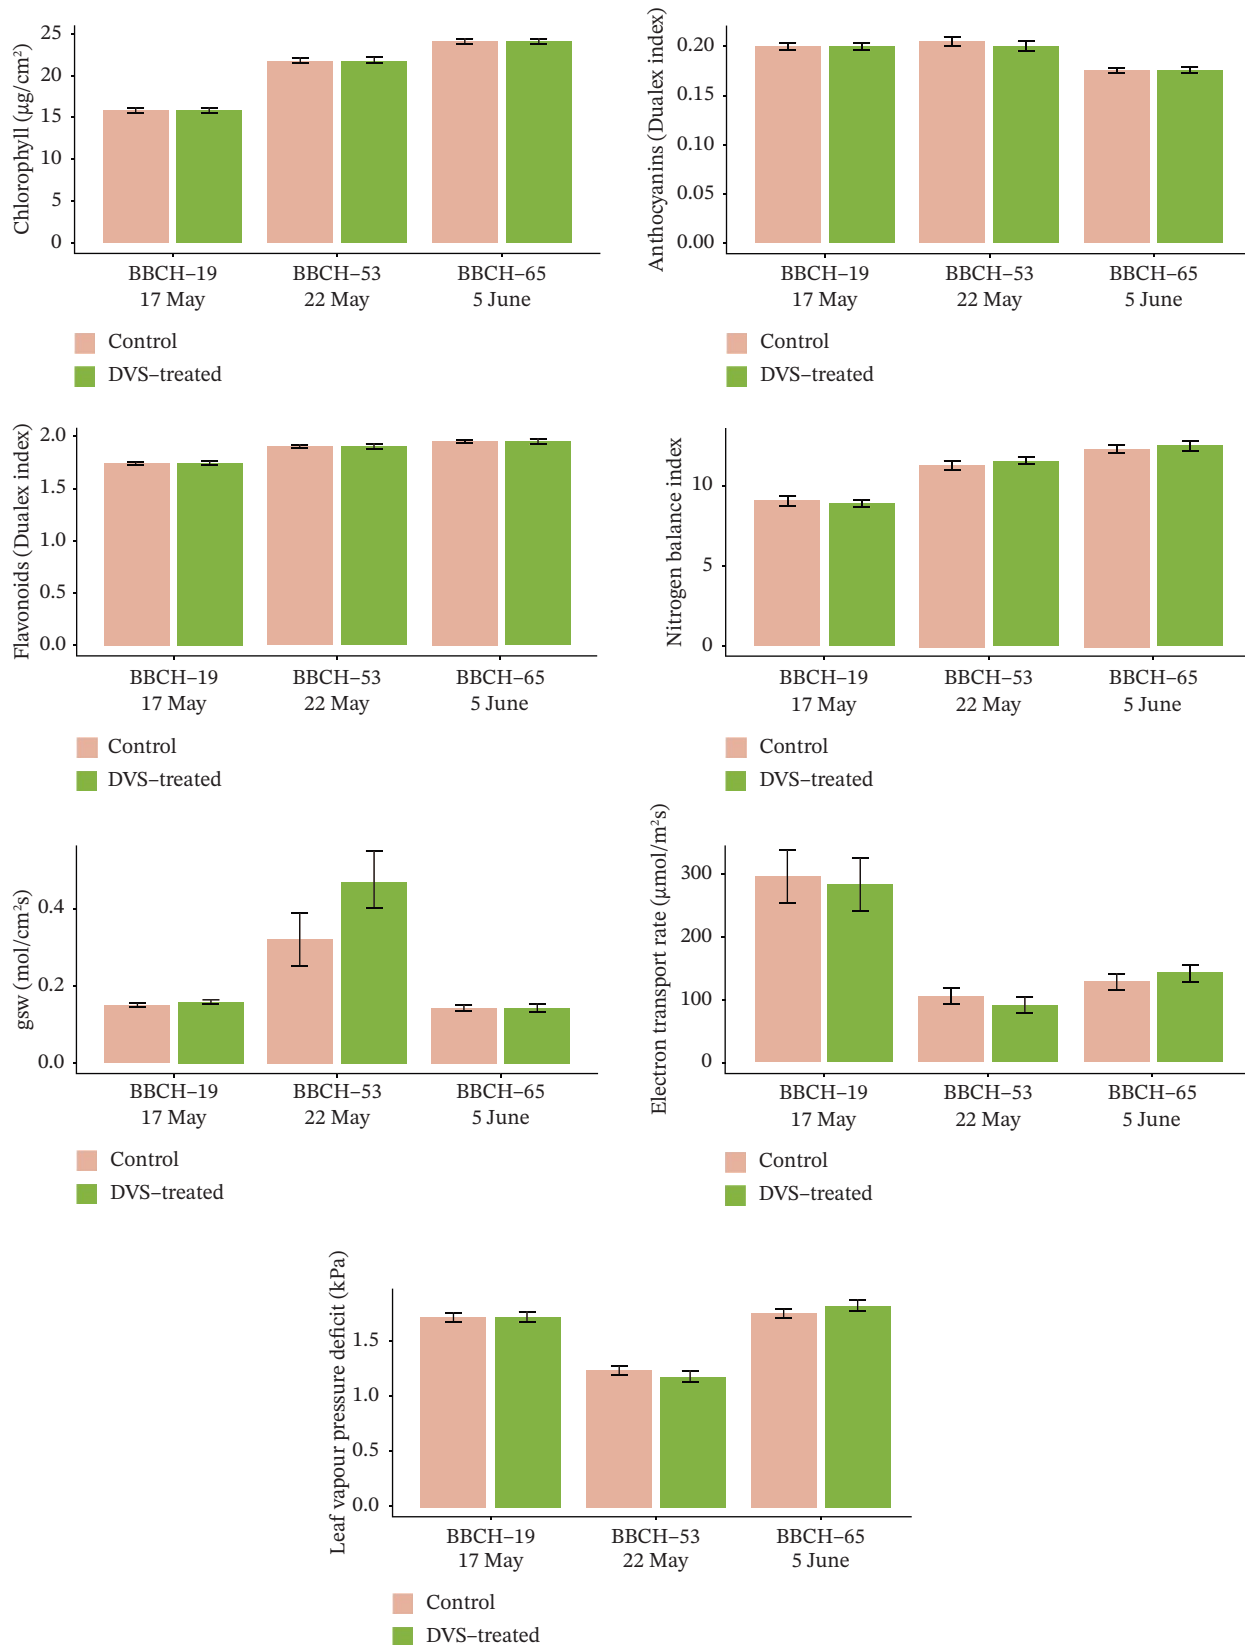 Chlorophyll (μg/cm²)
25
20
15
10
5
0
BBCH–19
17 May
BBCH–53
22 May
BBCH–65
5 June
Control
DVS–treated
Anthocyanins (Dualex index)
0.20
0.15
0.10
0.05
0.00
BBCH–19
17 May
BBCH–53
22 May
BBCH–65
5 June
Control
DVS–treated
Flavonoids (Dualex index)
2.0
1.5
1.0
0.5
0.0
BBCH–19
17 May
BBCH–53
22 May
BBCH–65
5 June
Control
DVS–treated
Nitrogen balance index
10
5
0
BBCH–19
17 May
BBCH–53
22 May
BBCH–65
5 June
Control
DVS–treated
gsw (mol/cm²s)
0.4
0.2
0.0
BBCH–19
17 May
BBCH–53
22 May
BBCH–65
5 June
Control
DVS–treated
Electron transport rate (μmol/m²s)
300
200
100
0
BBCH–19
17 May
BBCH–53
22 May
BBCH–65
5 June
Control
DVS–treated
Leaf vapour pressure deficit (kPa)
1.5
1.0
0.5
0.0
BBCH–19
17 May
BBCH–53
22 May
BBCH–65
5 June
Control
DVS–treated